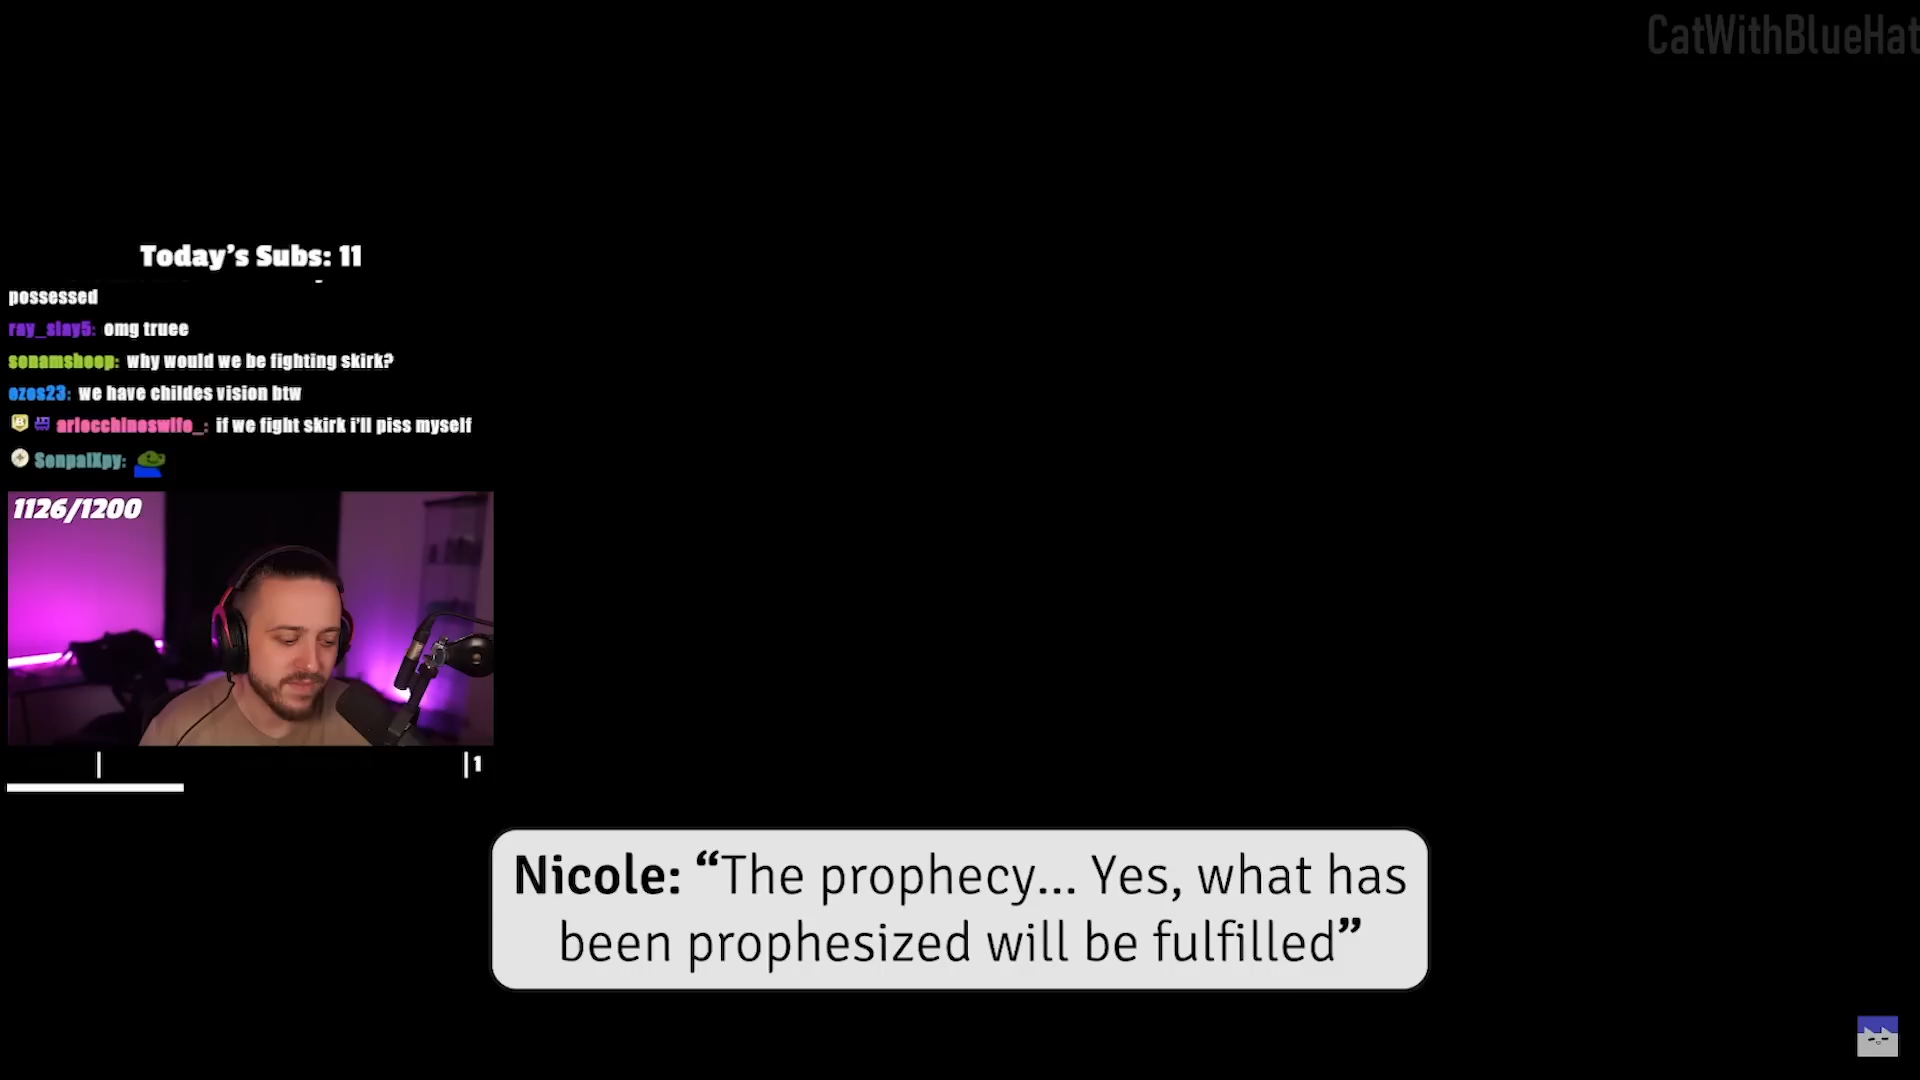 CatWithBlueHat
Today's Subs: 11
possessed
ray_slay5: omg truee
sonamshoop: why would we be fighting skirk?
ozos23: we have childes vision btw
arlecchinoswife_: if we fight skirk i'll piss myself
SenpaiXpy:
1126/1200
1
Nicole: “The prophecy... Yes, what has
been prophesized will be fulfilled”